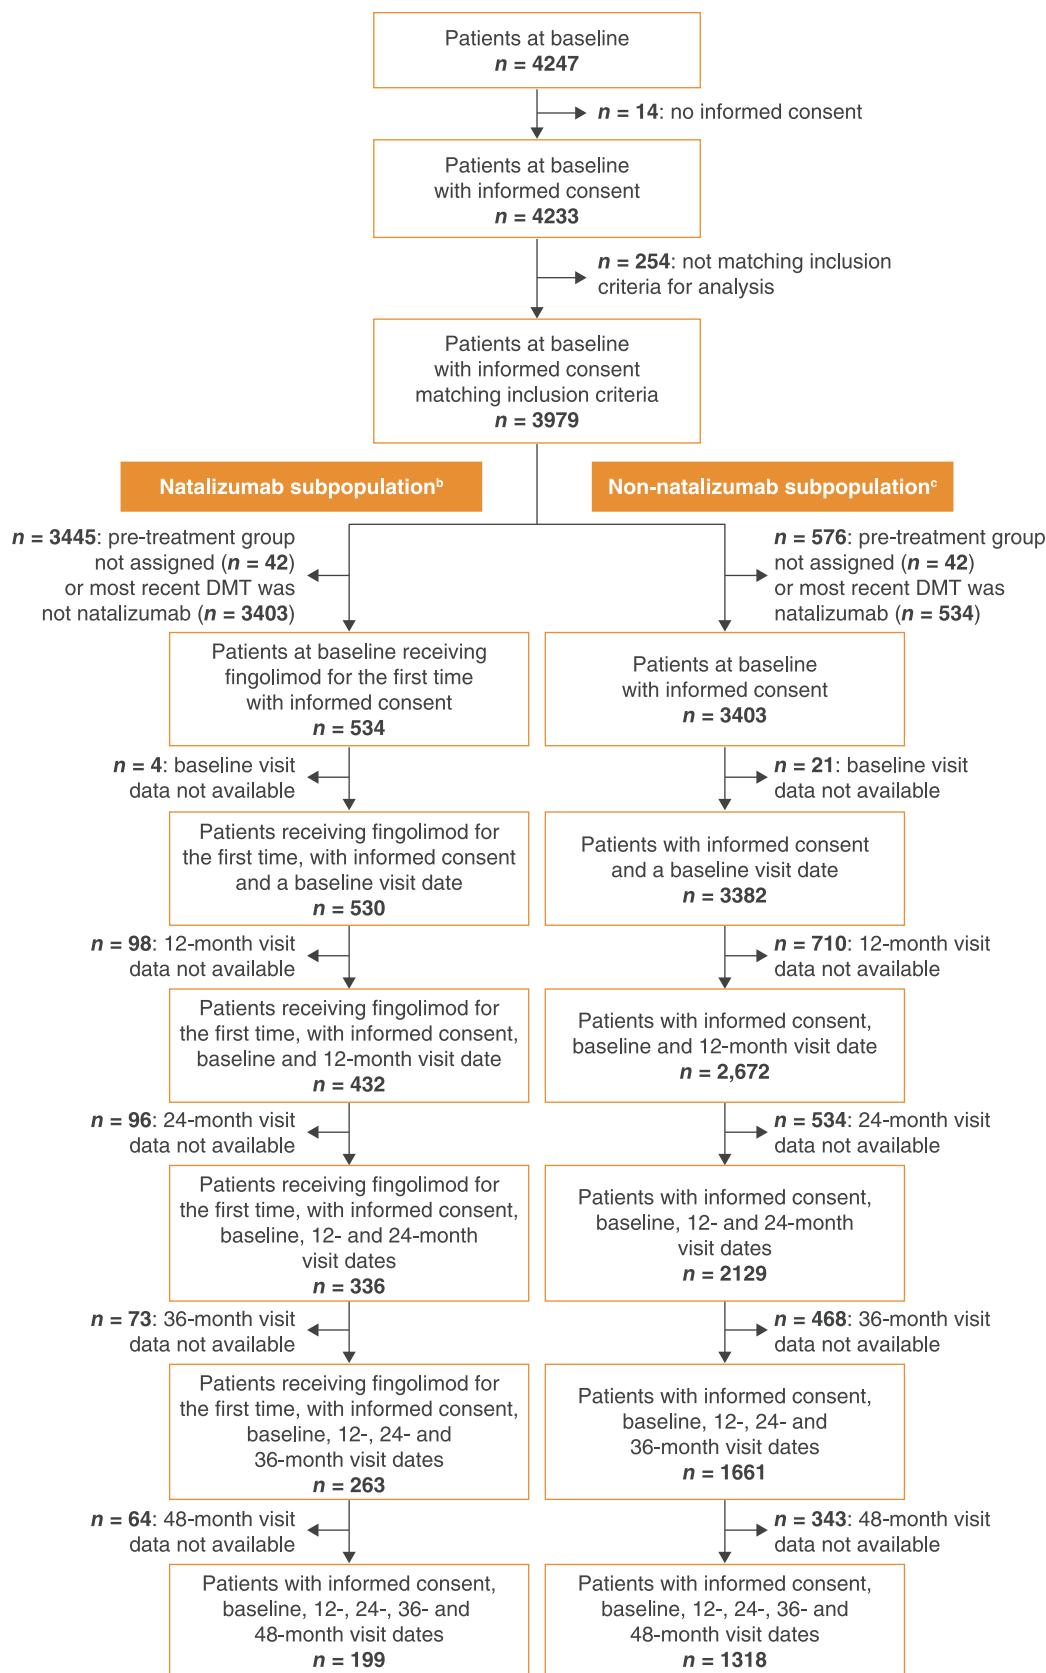 Patients at baseline
n = 4247
n = 14: no informed consent
Patients at baseline
with informed consent
n = 4233
n = 254: not matching inclusion
criteria for analysis
Patients at baseline
with informed consent
matching inclusion criteria
n = 3979
Natalizumab subpopulationᵇ
Non-natalizumab subpopulationᶜ
n = 3445: pre-treatment group
not assigned (n = 42)
or most recent DMT was
not natalizumab (n = 3403)
n = 576: pre-treatment group
not assigned (n = 42)
or most recent DMT was
natalizumab (n = 534)
Patients at baseline receiving
fingolimod for the first time
with informed consent
n = 534
Patients at baseline
with informed consent
n = 3403
n = 4: baseline visit
data not available
n = 21: baseline visit
data not available
Patients receiving fingolimod for
the first time, with informed consent
and a baseline visit date
n = 530
Patients with informed consent
and a baseline visit date
n = 3382
n = 98: 12-month visit
data not available
n = 710: 12-month visit
data not available
Patients receiving fingolimod for
the first time, with informed consent,
baseline and 12-month visit date
n = 432
Patients with informed consent,
baseline and 12-month visit date
n = 2,672
n = 96: 24-month visit
data not available
n = 534: 24-month visit
data not available
Patients receiving fingolimod for
the first time, with informed consent,
baseline, 12- and 24-month
visit dates
n = 336
Patients with informed consent,
baseline, 12- and 24-month
visit dates
n = 2129
n = 73: 36-month visit
data not available
n = 468: 36-month visit
data not available
Patients receiving fingolimod for
the first time, with informed consent,
baseline, 12-, 24- and
36-month visit dates
n = 263
Patients with informed consent,
baseline, 12-, 24- and
36-month visit dates
n = 1661
n = 64: 48-month visit
data not available
n = 343: 48-month visit
data not available
Patients with informed consent,
baseline, 12-, 24-, 36- and
48-month visit dates
n = 199
Patients with informed consent,
baseline, 12-, 24-, 36- and
48-month visit dates
n = 1318